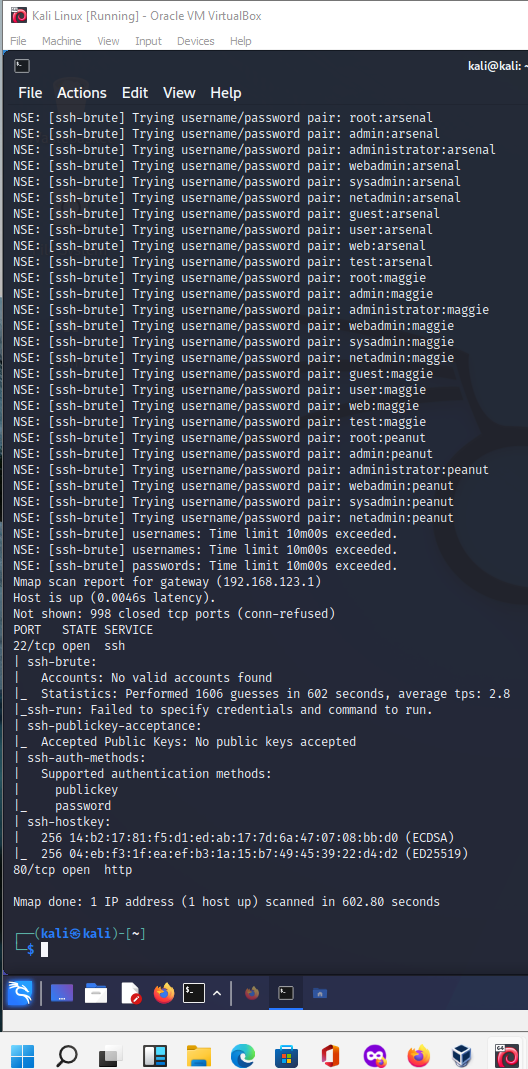 Kali Linux [Running] - Oracle VM VirtualBox
File Machine View Input Devices Help
kali@kali: ~
File Actions Edit View Help
NSE: [ssh-brute] Trying username/password pair: root:arsenal
NSE: [ssh-brute] Trying username/password pair: admin:arsenal
NSE: [ssh-brute] Trying username/password pair: administrator:arsenal
NSE: [ssh-brute] Trying username/password pair: webadmin:arsenal
NSE: [ssh-brute] Trying username/password pair: sysadmin:arsenal
NSE: [ssh-brute] Trying username/password pair: netadmin:arsenal
NSE: [ssh-brute] Trying username/password pair: guest:arsenal
NSE: [ssh-brute] Trying username/password pair: user:arsenal
NSE: [ssh-brute] Trying username/password pair: web:arsenal
NSE: [ssh-brute] Trying username/password pair: test:arsenal
NSE: [ssh-brute] Trying username/password pair: root:maggie
NSE: [ssh-brute] Trying username/password pair: admin:maggie
NSE: [ssh-brute] Trying username/password pair: administrator:maggie
NSE: [ssh-brute] Trying username/password pair: webadmin:maggie
NSE: [ssh-brute] Trying username/password pair: sysadmin:maggie
NSE: [ssh-brute] Trying username/password pair: netadmin:maggie
NSE: [ssh-brute] Trying username/password pair: guest:maggie
NSE: [ssh-brute] Trying username/password pair: user:maggie
NSE: [ssh-brute] Trying username/password pair: web:maggie
NSE: [ssh-brute] Trying username/password pair: test:maggie
NSE: [ssh-brute] Trying username/password pair: root:peanut
NSE: [ssh-brute] Trying username/password pair: admin:peanut
NSE: [ssh-brute] Trying username/password pair: administrator:peanut
NSE: [ssh-brute] Trying username/password pair: webadmin:peanut
NSE: [ssh-brute] Trying username/password pair: sysadmin:peanut
NSE: [ssh-brute] Trying username/password pair: netadmin:peanut
NSE: [ssh-brute] usernames: Time limit 10m00s exceeded.
NSE: [ssh-brute] usernames: Time limit 10m00s exceeded.
NSE: [ssh-brute] passwords: Time limit 10m00s exceeded.
Nmap scan report for gateway (192.168.123.1)
Host is up (0.0046s latency).
Not shown: 998 closed tcp ports (conn-refused)
PORT   STATE SERVICE
22/tcp open  ssh
| ssh-brute:
|   Accounts: No valid accounts found
|_  Statistics: Performed 1606 guesses in 602 seconds, average tps: 2.8
|_ssh-run: Failed to specify credentials and command to run.
| ssh-publickey-acceptance:
|_  Accepted Public Keys: No public keys accepted
| ssh-auth-methods:
|   Supported authentication methods:
|     publickey
|_    password
| ssh-hostkey:
|   256 14:b2:17:81:f5:d1:ed:ab:17:7d:6a:47:07:08:bb:d0 (ECDSA)
|_  256 04:eb:f3:1f:ea:ef:b3:1a:15:b7:49:45:39:22:d4:d2 (ED25519)
80/tcp open  http
Nmap done: 1 IP address (1 host up) scanned in 602.80 seconds
┌──(kali㉿kali)-[~]
└─$